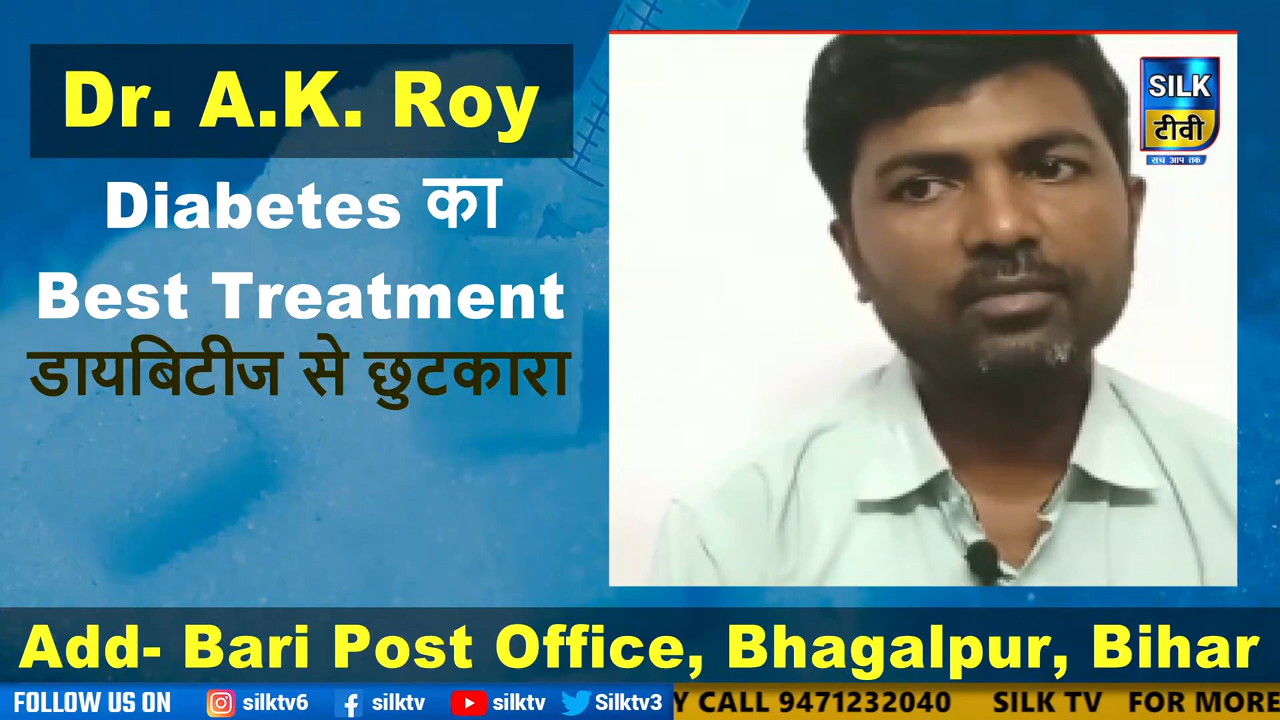 Dr. A.K. Roy
Diabetes का
Best Treatment
डायबिटीज से छुटकारा
SILK
टीवी
सच आप तक
Add- Bari Post Office, Bhagalpur, Bihar
FOLLOW US ON silktv6 silktv silktv Silktv3 Y CALL 9471232040 SILK TV FOR MORE